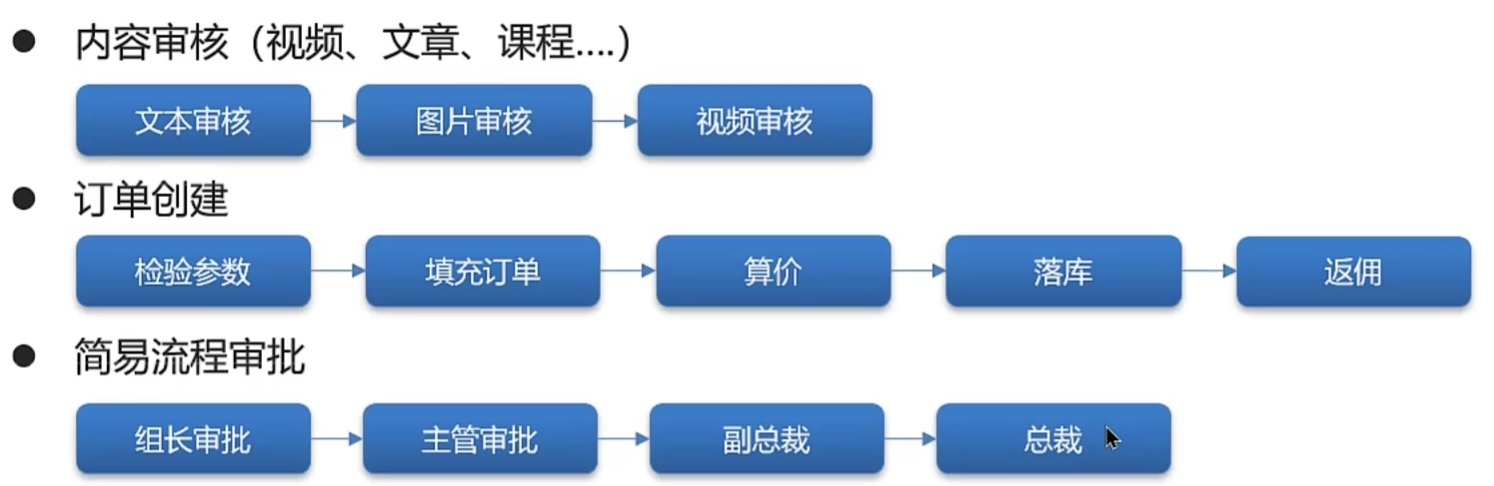 ● 内容审核（视频、文章、课程....）
文本审核 图片审核 视频审核
● 订单创建
检验参数 填充订单 算价 落库 返佣
● 简易流程审批
组长审批 主管审批 副总裁 总裁